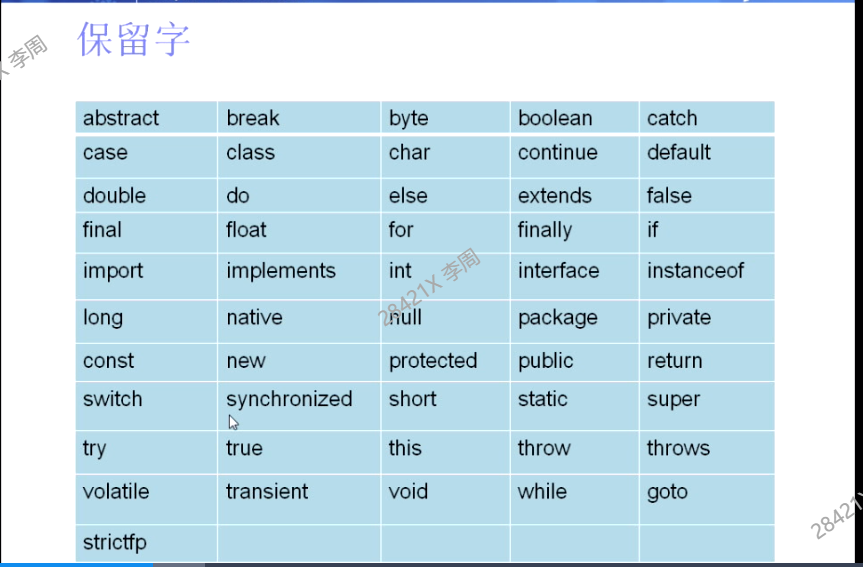 保留字
X 李周
abstract break byte boolean catch
case class char continue default
double do else extends false
final float for finally if
import implements int interface instanceof
28421X 李周
long native null package private
const new protected public return
switch synchronized short static super
try true this throw throws
volatile transient void while goto
28421X
strictfp